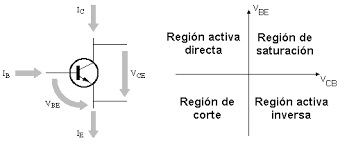 I_C
I_B
V_CE
V_BE
I_E
V_BE
Región activa directa
Región de saturación
V_CB
Región de corte
Región activa inversa